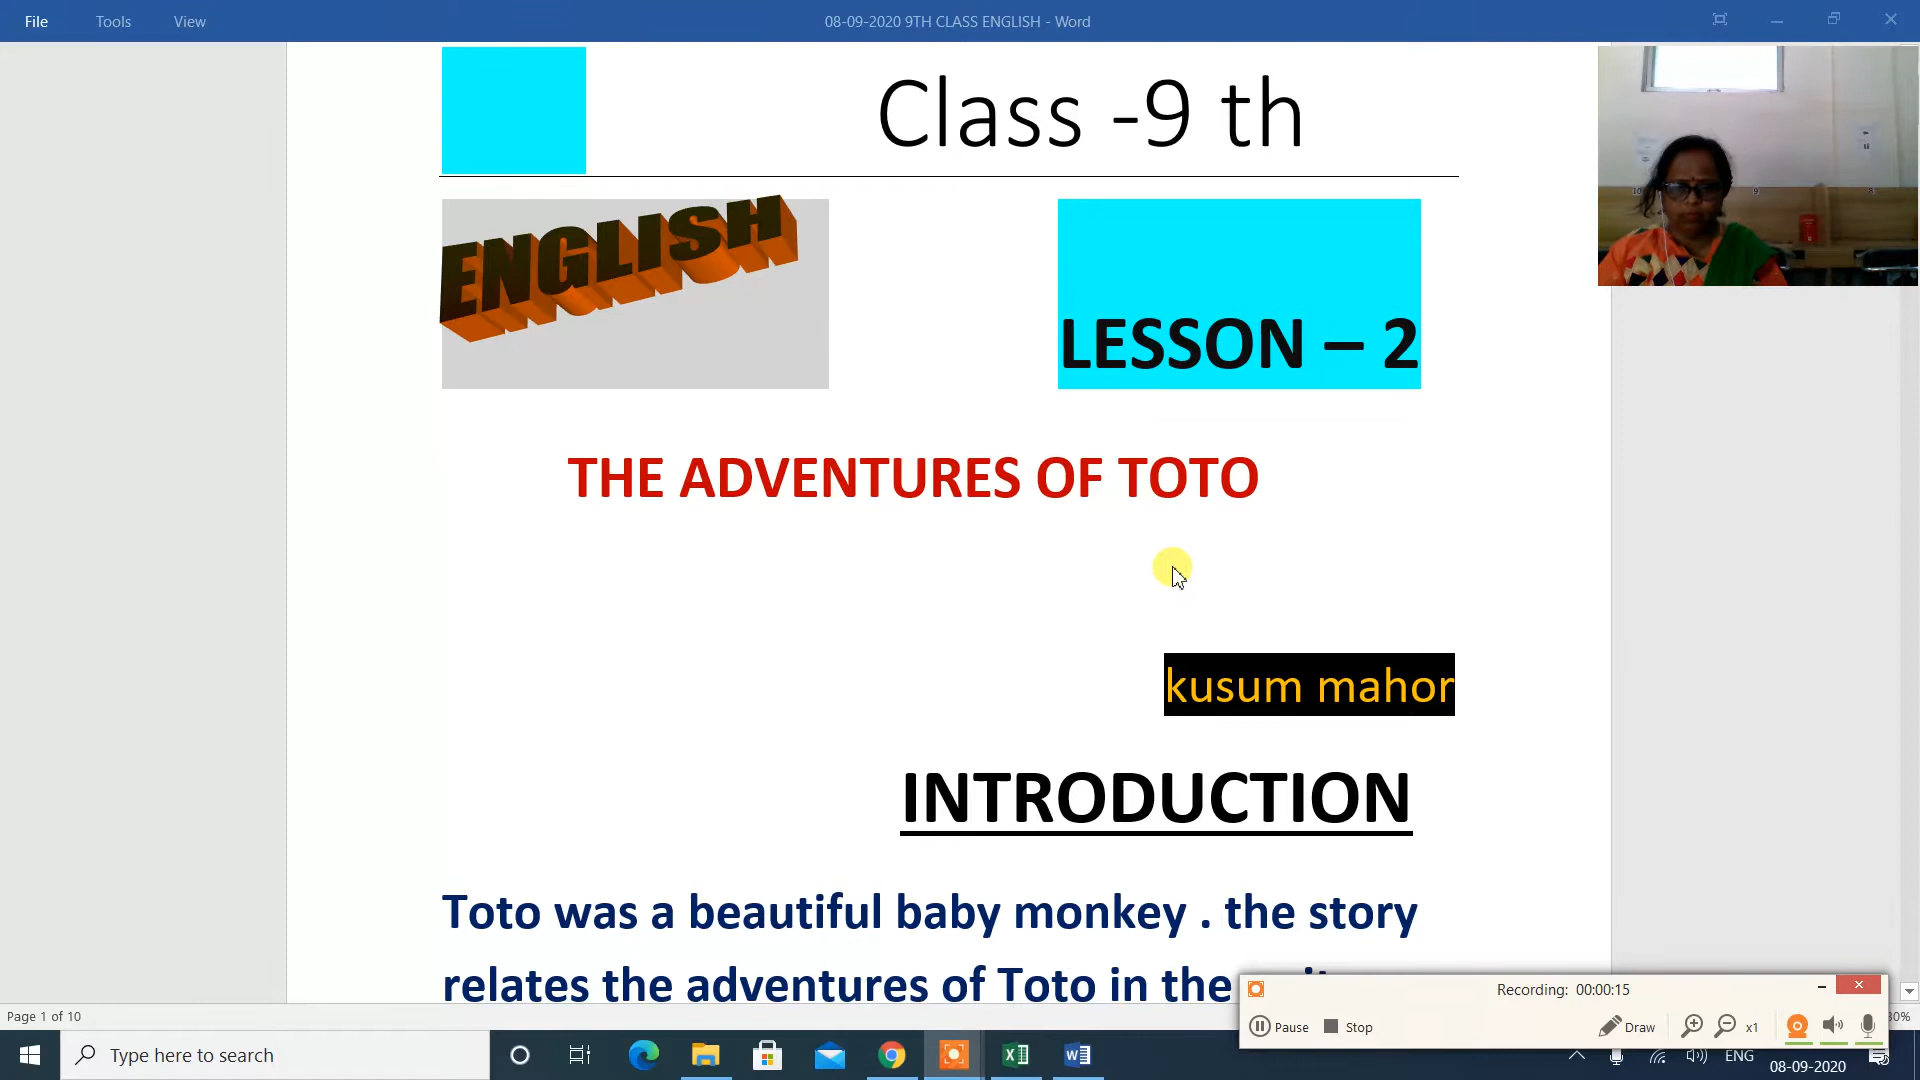 File Tools View 08-09-2020 9TH CLASS ENGLISH - Word
Class -9 th
ENGLISH
LESSON – 2
THE ADVENTURES OF TOTO
kusum mahor
INTRODUCTION
Toto was a beautiful baby monkey . the story
relates the adventures of Toto in the
Recording: 00:00:15
Pause Stop Draw x1
Page 1 of 10
Type here to search
ENG
08-09-2020